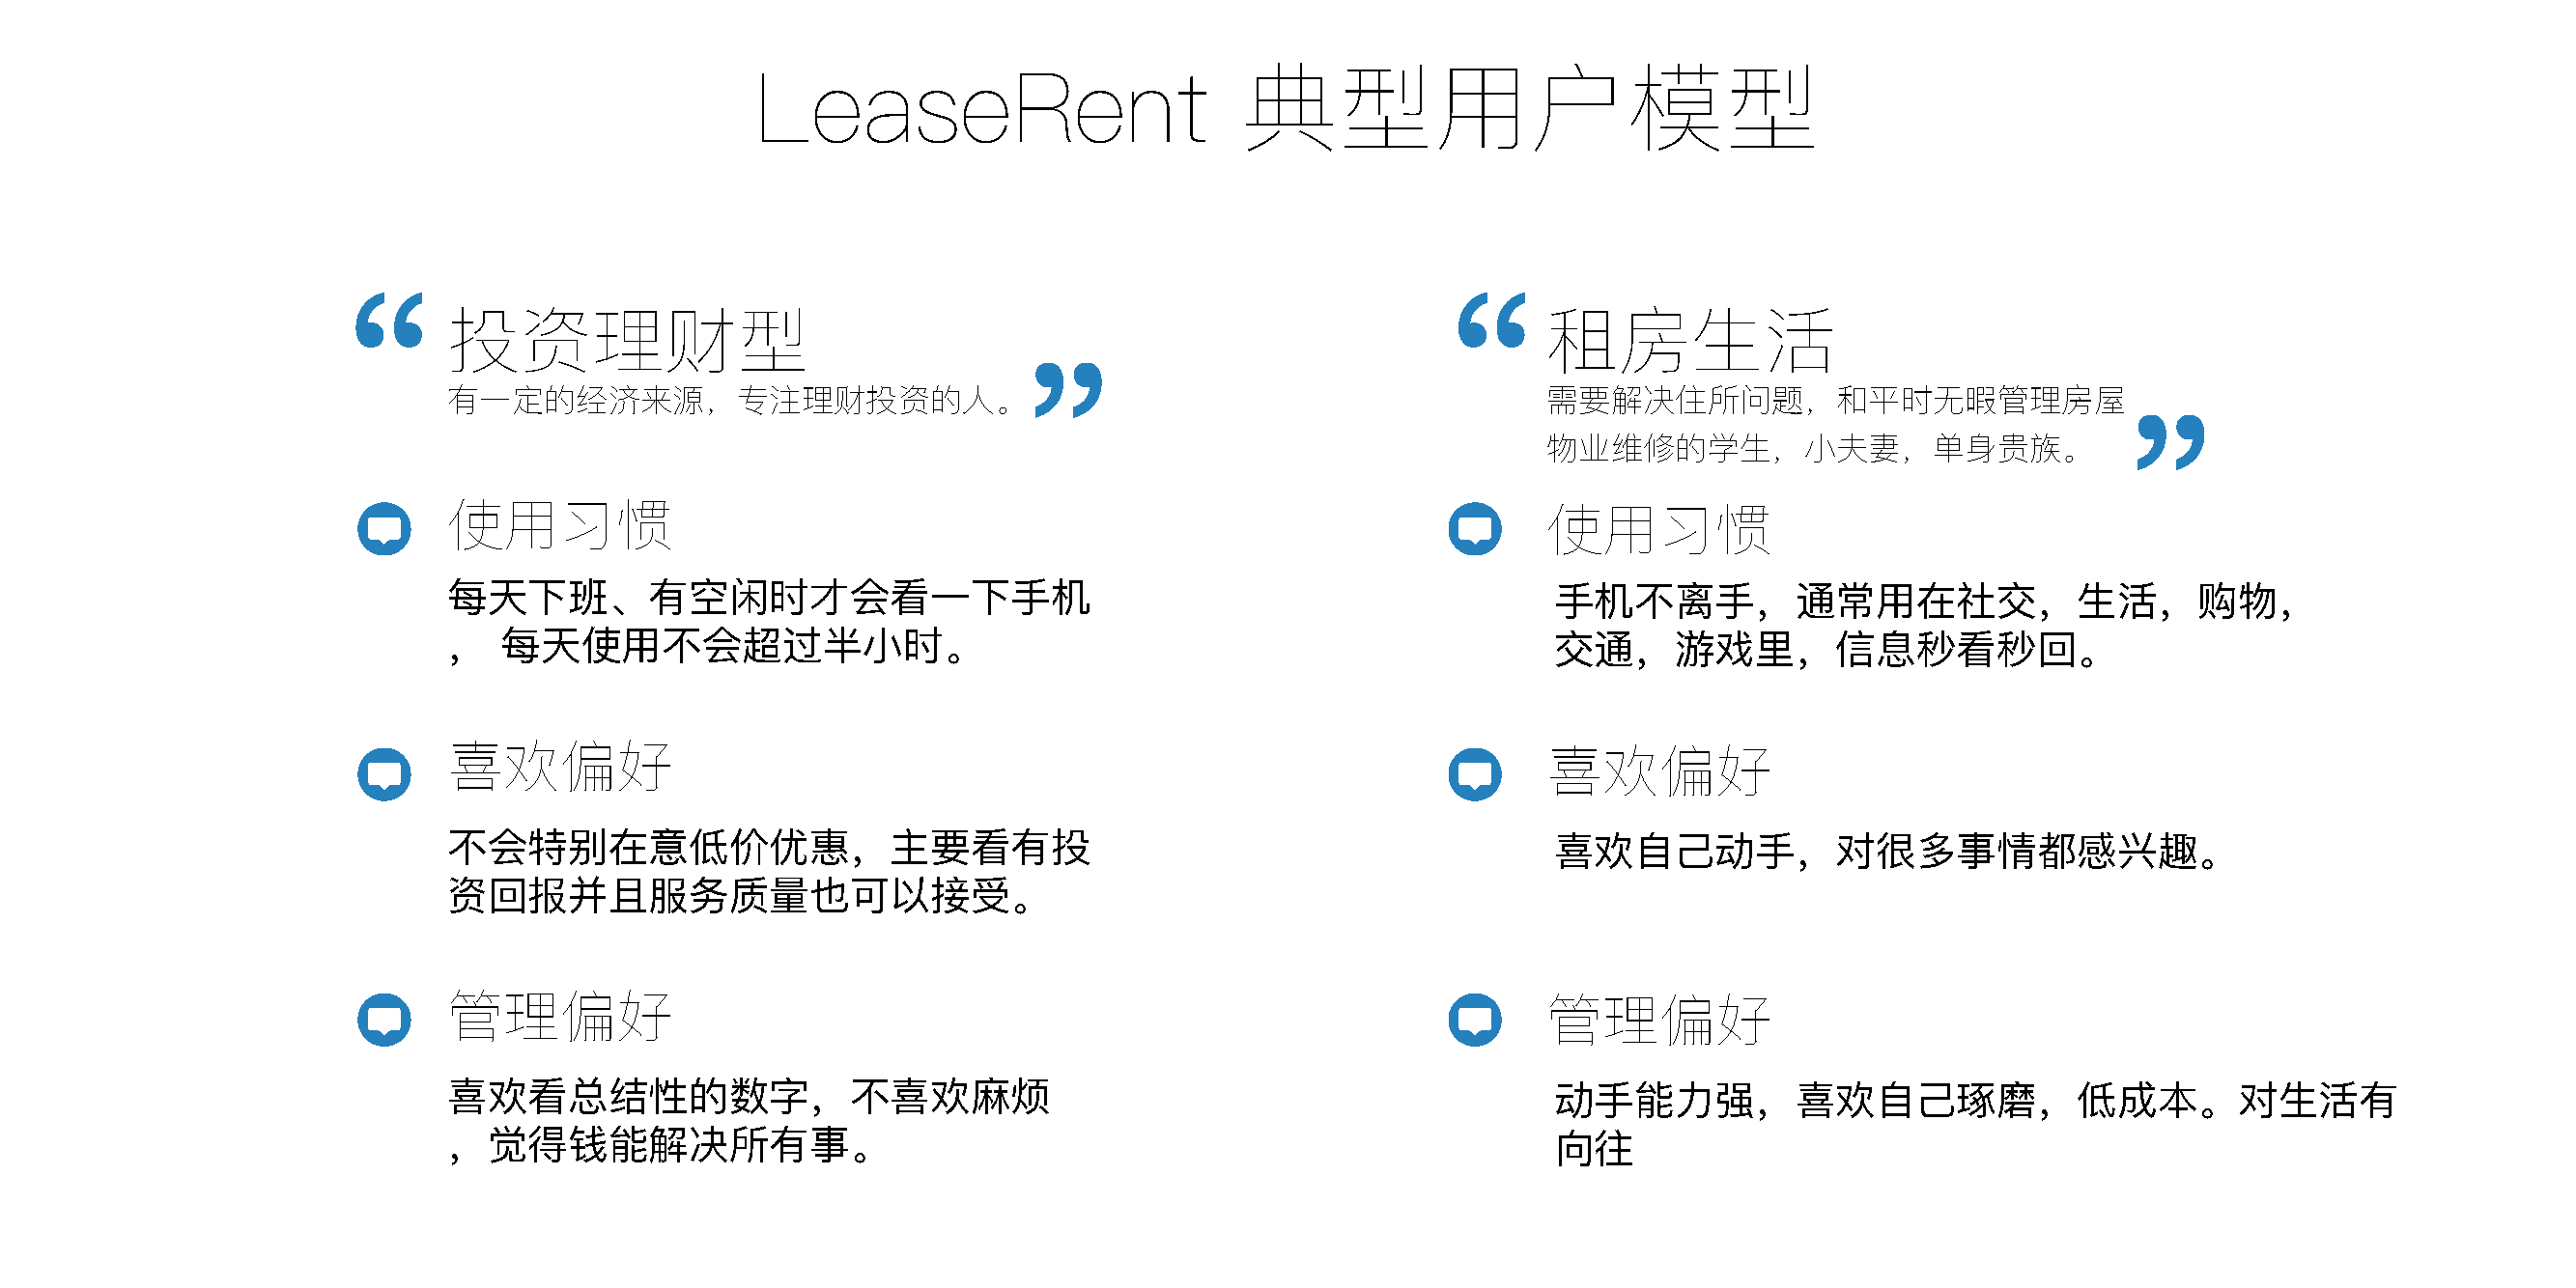 LeaseRent 典型用户模型
“ 投资理财型
有一定的经济来源，专注理财投资的人。 ”
使用习惯
每天下班、有空闲时才会看一下手机
， 每天使用不会超过半小时。
喜欢偏好
不会特别在意低价优惠，主要看有投
资回报并且服务质量也可以接受。
管理偏好
喜欢看总结性的数字，不喜欢麻烦
，觉得钱能解决所有事。
“ 租房生活
需要解决住所问题，和平时无暇管理房屋
物业维修的学生，小夫妻，单身贵族。 ”
使用习惯
手机不离手，通常用在社交，生活，购物，
交通，游戏里，信息秒看秒回。
喜欢偏好
喜欢自己动手，对很多事情都感兴趣。
管理偏好
动手能力强，喜欢自己琢磨，低成本。对生活有
向往